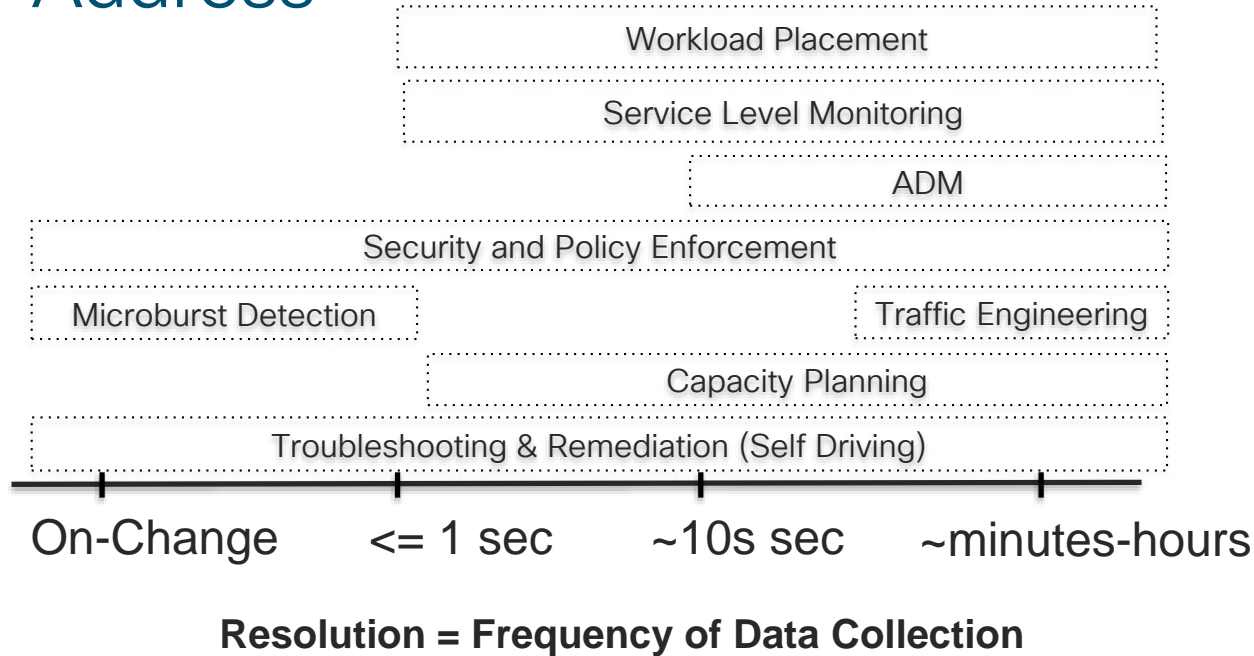 Address
Workload Placement
Service Level Monitoring
ADM
Security and Policy Enforcement
Microburst Detection
Traffic Engineering
Capacity Planning
Troubleshooting & Remediation (Self Driving)
On-Change
<= 1 sec
~10s sec
~minutes-hours
Resolution = Frequency of Data Collection